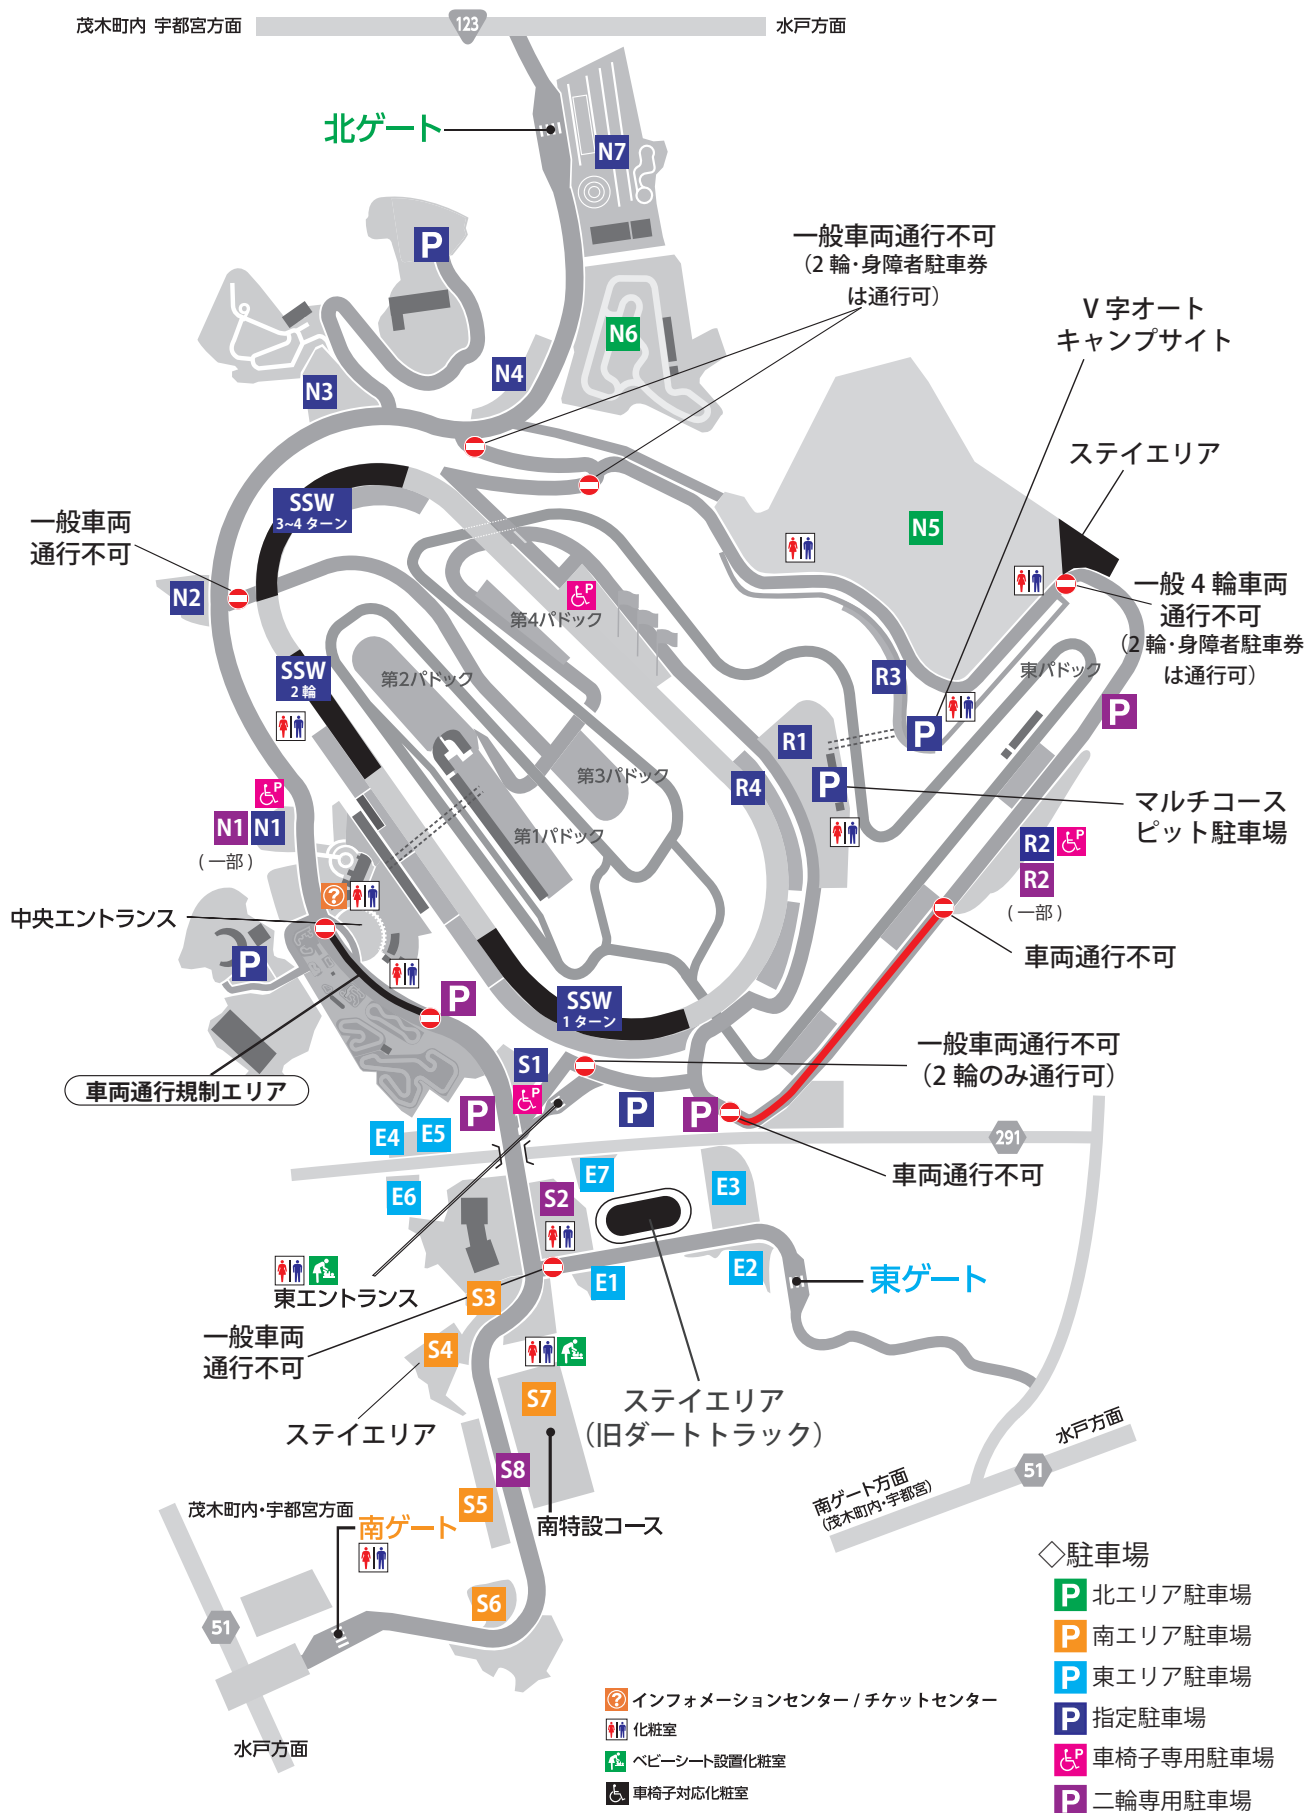 茂木町内 宇都宮方面
123
水戸方面
北ゲート
N7
P
一般車両通行不可
（2輪・身障者駐車券
は通行可）
N6
V字オート
キャンプサイト
N3
N4
ステイエリア
SSW
3~4ターン
一般車両
通行不可
N5
N2
一般4輪車両
通行不可
（2輪・身障者駐車券
は通行可）
第4パドック
SSW
2輪
第2パドック
R3
東パドック
P
P
R1
第3パドック
R4
P
マルチコース
ピット駐車場
N1
N1
(一部)
第1パドック
R2
R2
(一部)
?
中央エントランス
P
車両通行不可
P
SSW
1ターン
一般車両通行不可
（2輪のみ通行可）
S1
車両通行規制エリア
P
P
P
E4
E5
291
車両通行不可
E6
E7
S2
E3
E1
E2
東ゲート
東エントランス
S3
一般車両
通行不可
S4
S7
ステイエリア
（旧ダートトラック）
ステイエリア
水戸方面
51
南ゲート方面
（茂木町内・宇都宮）
S8
S5
茂木町内・宇都宮方面
南ゲート
南特設コース
S6
51
水戸方面
? インフォメーションセンター / チケットセンター
化粧室
ベビーシート設置化粧室
車椅子対応化粧室
◇駐車場
P 北エリア駐車場
P 南エリア駐車場
P 東エリア駐車場
P 指定駐車場
P 車椅子専用駐車場
P 二輪専用駐車場